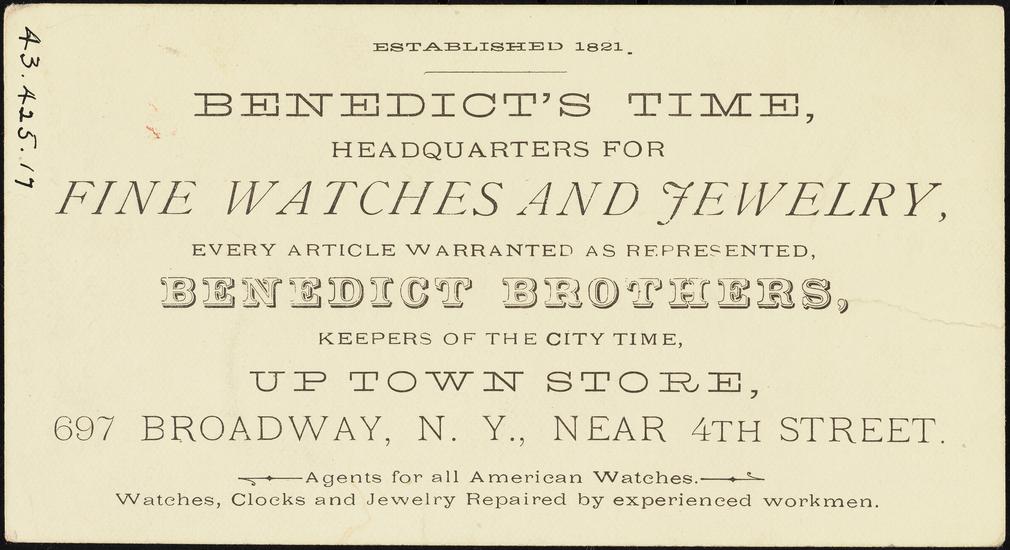 43.425.17
ESTABLISHED 1821.
BENEDICT'S TIME,
HEADQUARTERS FOR
FINE WATCHES AND JEWELRY,
EVERY ARTICLE WARRANTED AS REPRESENTED,
BENEDICT BROTHERS,
KEEPERS OF THE CITY TIME,
UP TOWN STORE,
697 BROADWAY, N. Y., NEAR 4TH STREET.
Agents for all American Watches.
Watches, Clocks and Jewelry Repaired by experienced workmen.